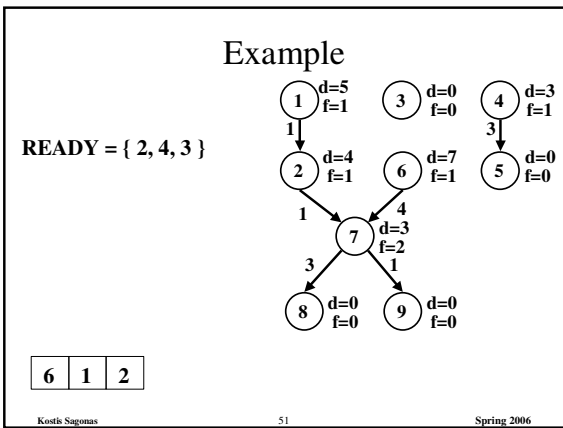 Example
1 d=5 f=1
3 d=0 f=0
4 d=3 f=1
1
3
READY = { 2, 4, 3 }
2 d=4 f=1
6 d=7 f=1
5 d=0 f=0
1
4
7 d=3 f=2
3
1
8 d=0 f=0
9 d=0 f=0
6 1 2
Kostis Sagonas 51 Spring 2006